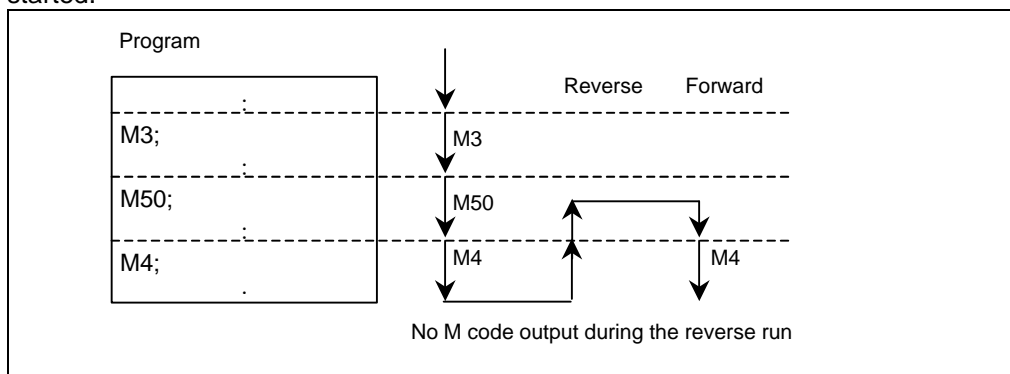 started.
Program
Reverse Forward
:
M3; M3
:
M50; M50
:
M4; M4 M4
.
No M code output during the reverse run